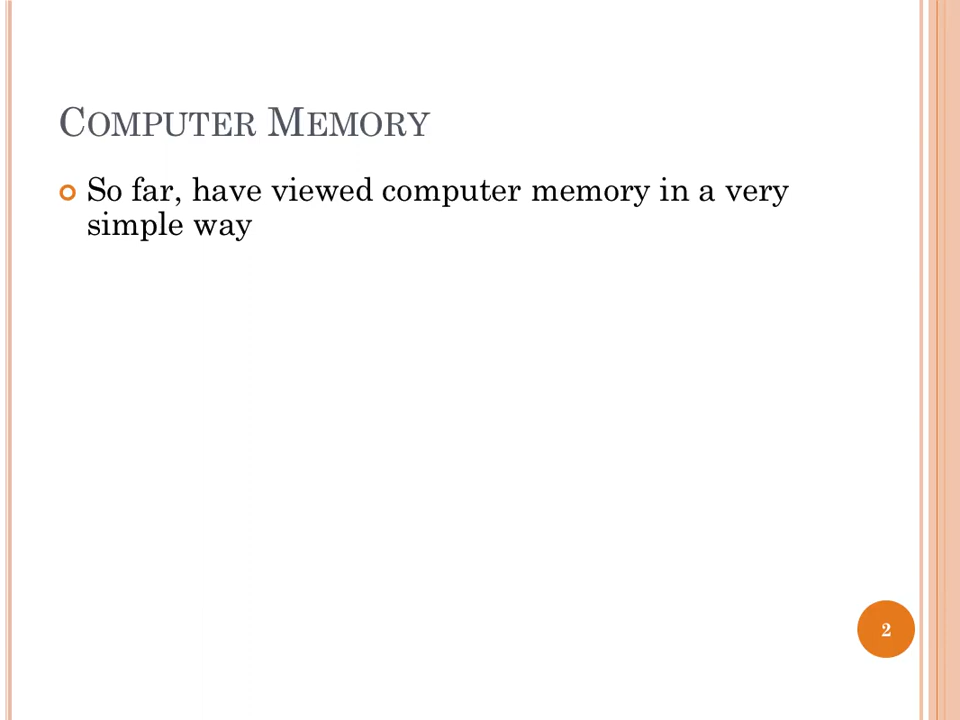 COMPUTER MEMORY
So far, have viewed computer memory in a very
simple way
2